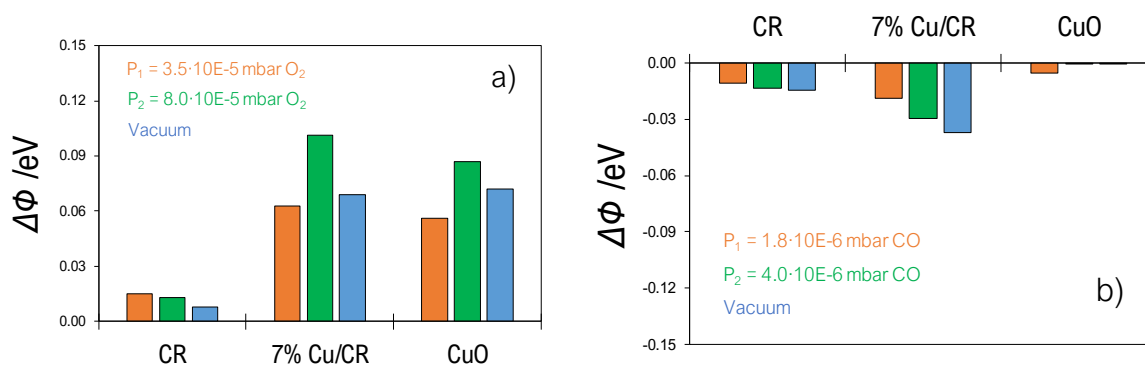 0.15
0.12
0.09
0.06
0.03
0.00
ΔΦ /eV
P₁ = 3.5·10E-5 mbar O₂
P₂ = 8.0·10E-5 mbar O₂
Vacuum
a)
CR 7% Cu/CR CuO
CR 7% Cu/CR CuO
0.00
-0.03
-0.06
-0.09
-0.12
-0.15
ΔΦ /eV
P₁ = 1.8·10E-6 mbar CO
P₂ = 4.0·10E-6 mbar CO
Vacuum
b)